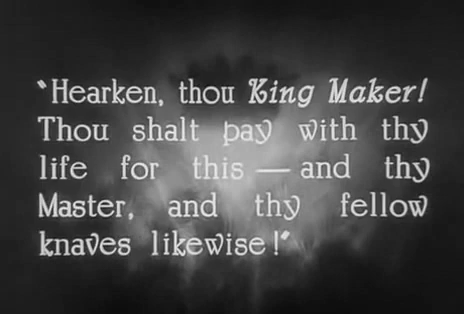 "Hearken, thou King Maker!
Thou shalt pay with thy
life for this — and thy
Master, and thy fellow
knaves likewise!"